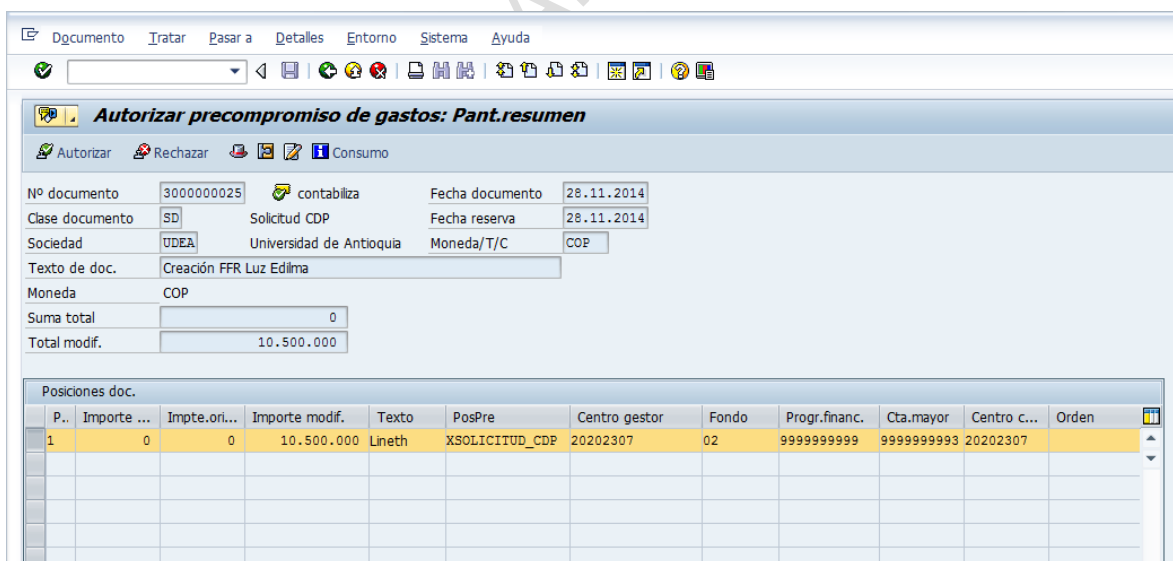 Documento Tratar Pasar a Detalles Entorno Sistema Ayuda
Autorizar precompromiso de gastos: Pant.resumen
Autorizar Rechazar Consumo
Nº documento 3000000025 contabiliza Fecha documento 28.11.2014
Clase documento SD Solicitud CDP Fecha reserva 28.11.2014
Sociedad UDEA Universidad de Antioquia Moneda/T/C COP
Texto de doc. Creación FFR Luz Edilma
Moneda COP
Suma total 0
Total modif. 10.500.000
Posiciones doc.
P.. Importe ... Impte.ori... Importe modif. Texto PosPre Centro gestor Fondo Progr.financ. Cta.mayor Centro c... Orden
1 0 0 10.500.000 Lineth XSOLICITUD_CDP 20202307 02 9999999999 9999999993 20202307